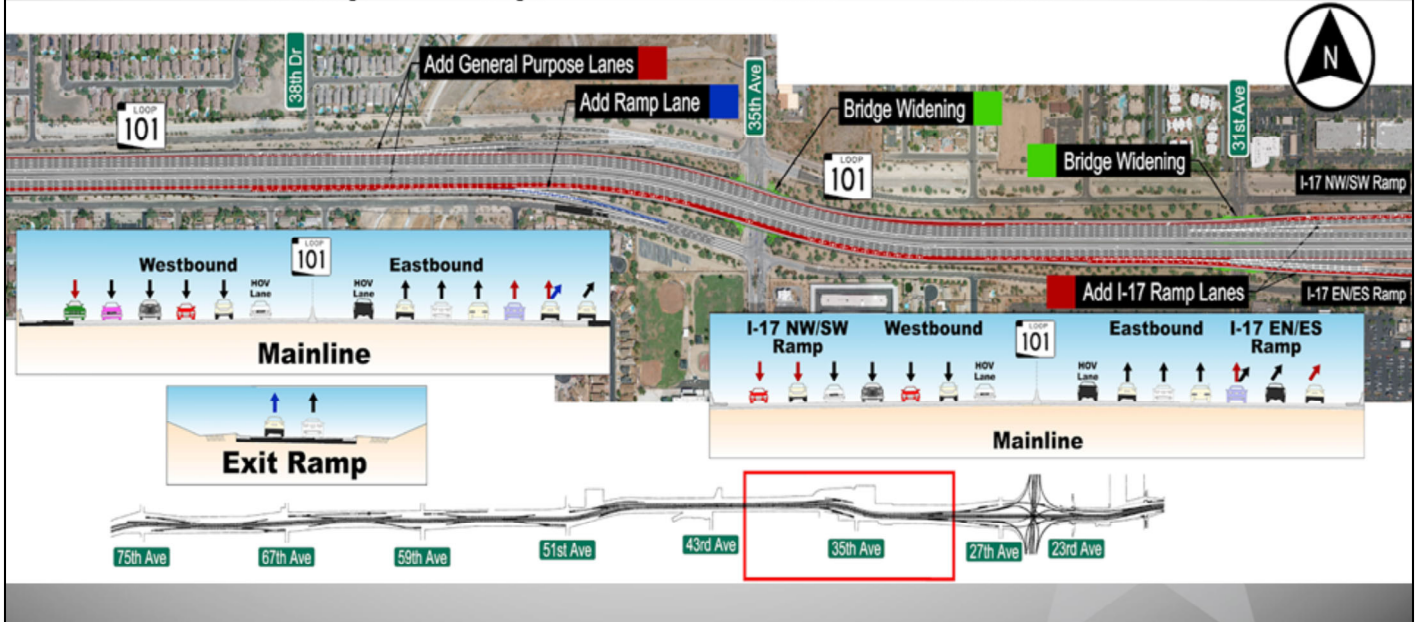 38th Dr
Add General Purpose Lanes
LOOP
101
Add Ramp Lane
35th Ave
Bridge Widening
31st Ave
LOOP
101
Bridge Widening
N
I-17 NW/SW Ramp
Add I-17 Ramp Lanes
I-17 EN/ES Ramp
Westbound
LOOP
101
Eastbound
HOV
Lane
HOV
Lane
Mainline
I-17 NW/SW
Ramp
Westbound
LOOP
101
Eastbound
I-17 EN/ES
Ramp
HOV
Lane
HOV
Lane
Mainline
Exit Ramp
75th Ave
67th Ave
59th Ave
51st Ave
43rd Ave
35th Ave
27th Ave
23rd Ave